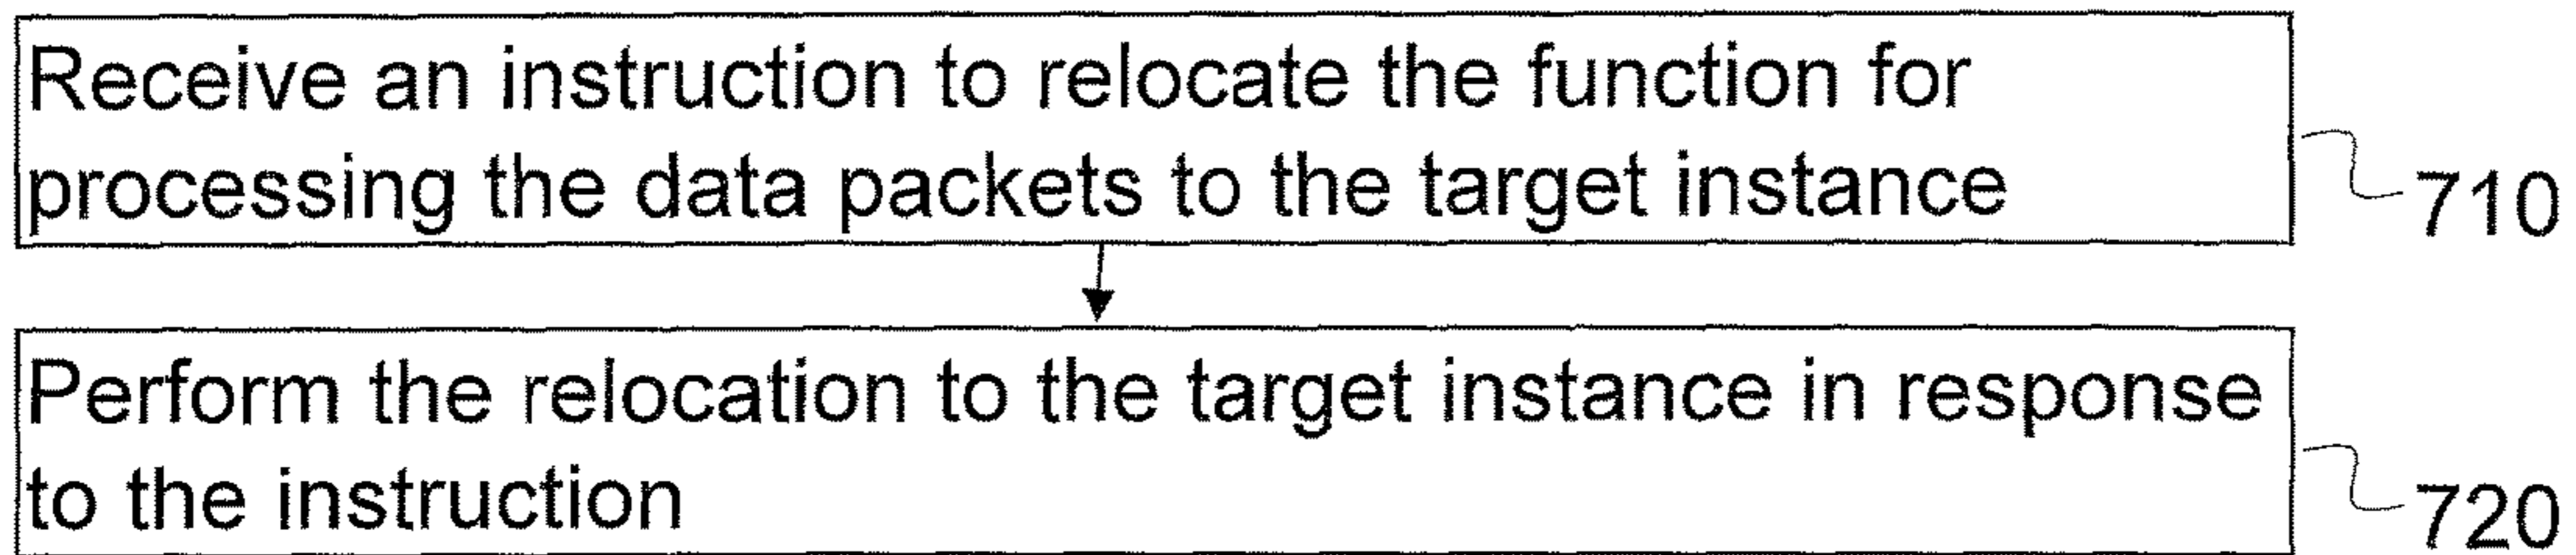 Receive an instruction to relocate the function for
processing the data packets to the target instance
710
Perform the relocation to the target instance in response
to the instruction
720